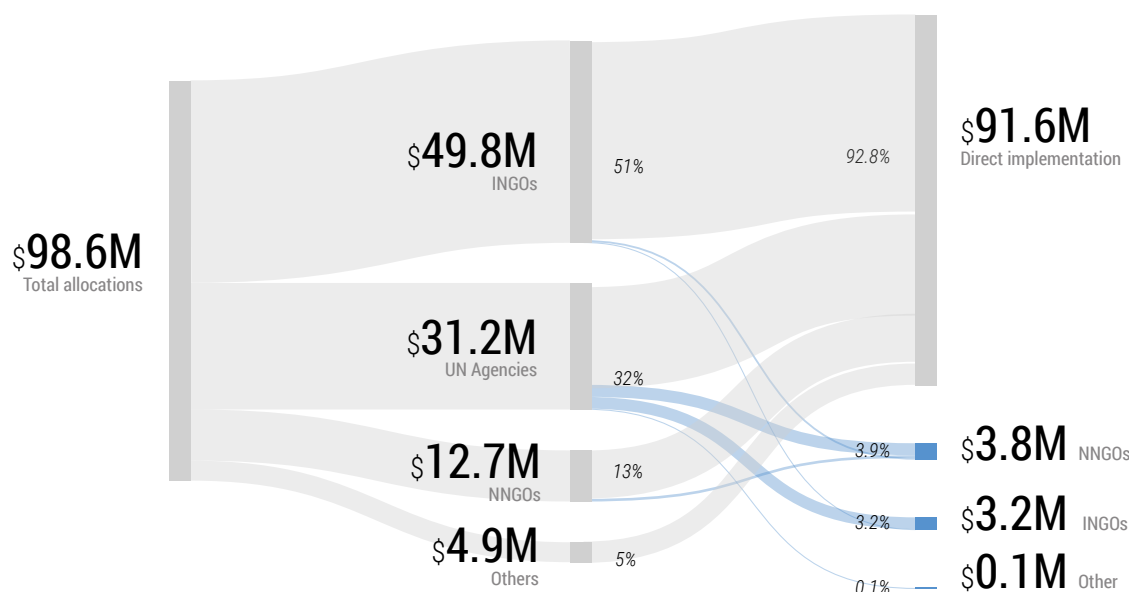 $98.6M
Total allocations
$49.8M
INGOs
51%
$31.2M
UN Agencies
32%
$12.7M
NNGOs
13%
$4.9M
Others
5%
92.8%
$91.6M
Direct implementation
3.9%
$3.8M NNGOs
3.2%
$3.2M INGOs
0.1%
$0.1M Other